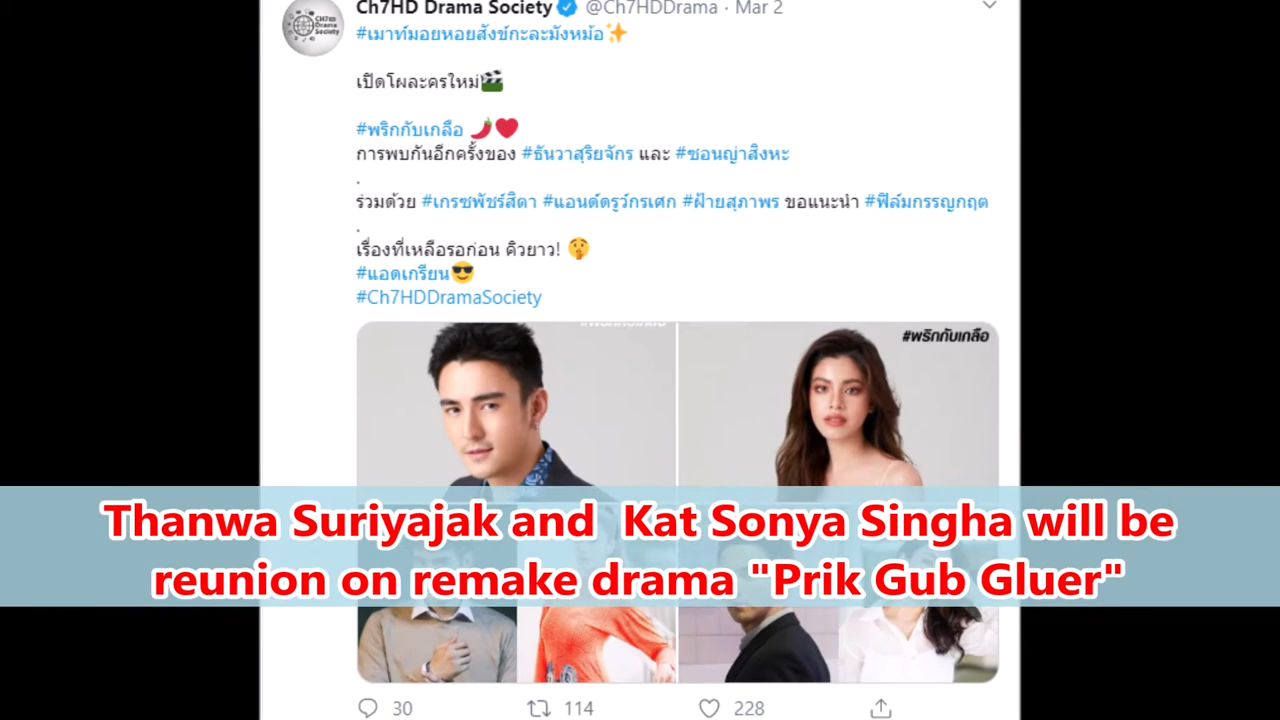 Ch7HD Drama Society @Ch7HDDrama · Mar 2
CH7HD
Drama
Society
#เมาท์มอยหอยสังข์กะละมังหม้อ✨
เปิดโผละครใหม่🎬
#พริกกับเกลือ 🌶️❤️
การพบกันอีกครั้งของ #ธันวาสุริยจักร และ #ซอนญ่าสิงหะ
.
ร่วมด้วย #เกรซพัชร์สิตา #แอนด์ดรูว์กรเศก #ฝ้ายสุภาพร ขอแนะนำ #ฟิล์มกรรญกฤต
.
เรื่องที่เหลือรอก่อน คิวยาว! 🤫
#แอดเกรียน😎
#Ch7HDDramaSociety
#พริกกับเกลือ
Thanwa Suriyajak and Kat Sonya Singha will be
reunion on remake drama "Prik Gub Gluer"
30 114 228